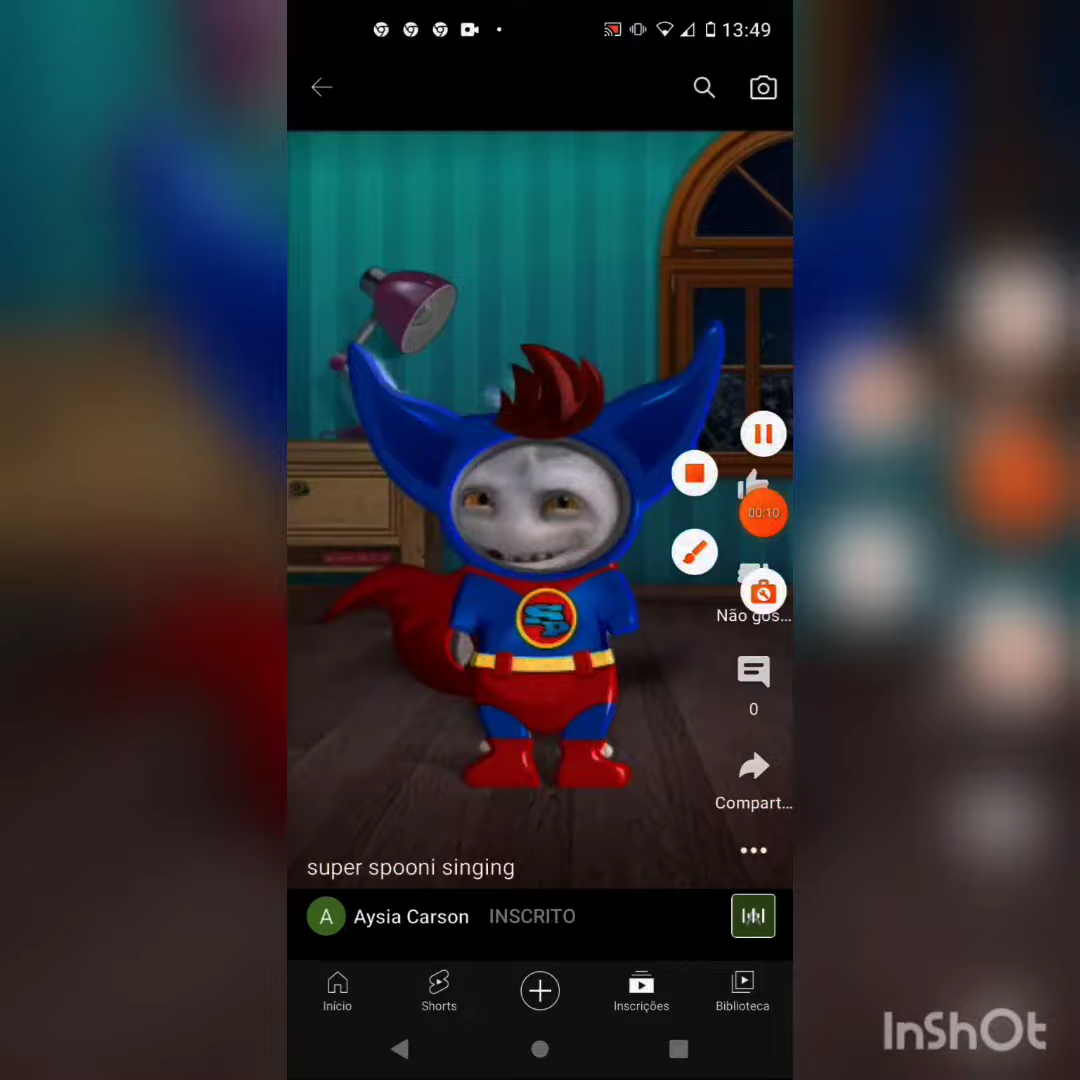 13:49
SP
00:10
Não gos...
0
Compart...
super spooni singing
A Aysia Carson INSCRITO
Início Shorts Inscrições Biblioteca
InShOt